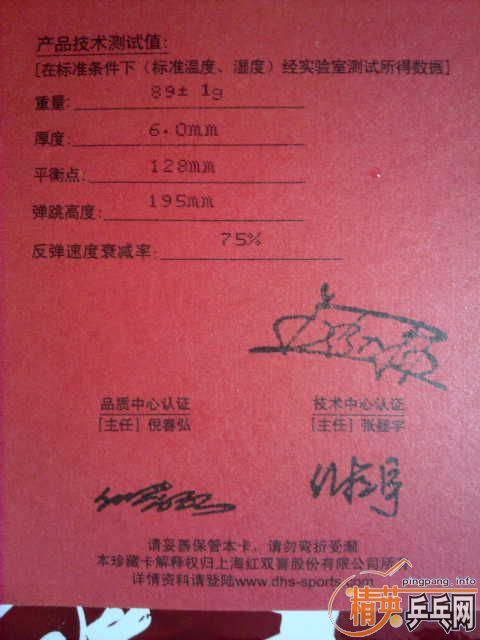 产品技术测试值:
[在标准条件下（标准温度、湿度）经实验室测试所得数据]
重量: 89± 1g
厚度: 6.0mm
平衡点: 128mm
弹跳高度: 195mm
反弹速度衰减率: 75%
品质中心认证 技术中心认证
[主任] 倪春弘 [主任] 张健宇
请妥善保管本卡，请勿弯折受潮
本珍藏卡解释权归上海红双喜股份有限公司所
详情资料请登陆www.dhs-sports.com
pingpang.info
精英乒乓网